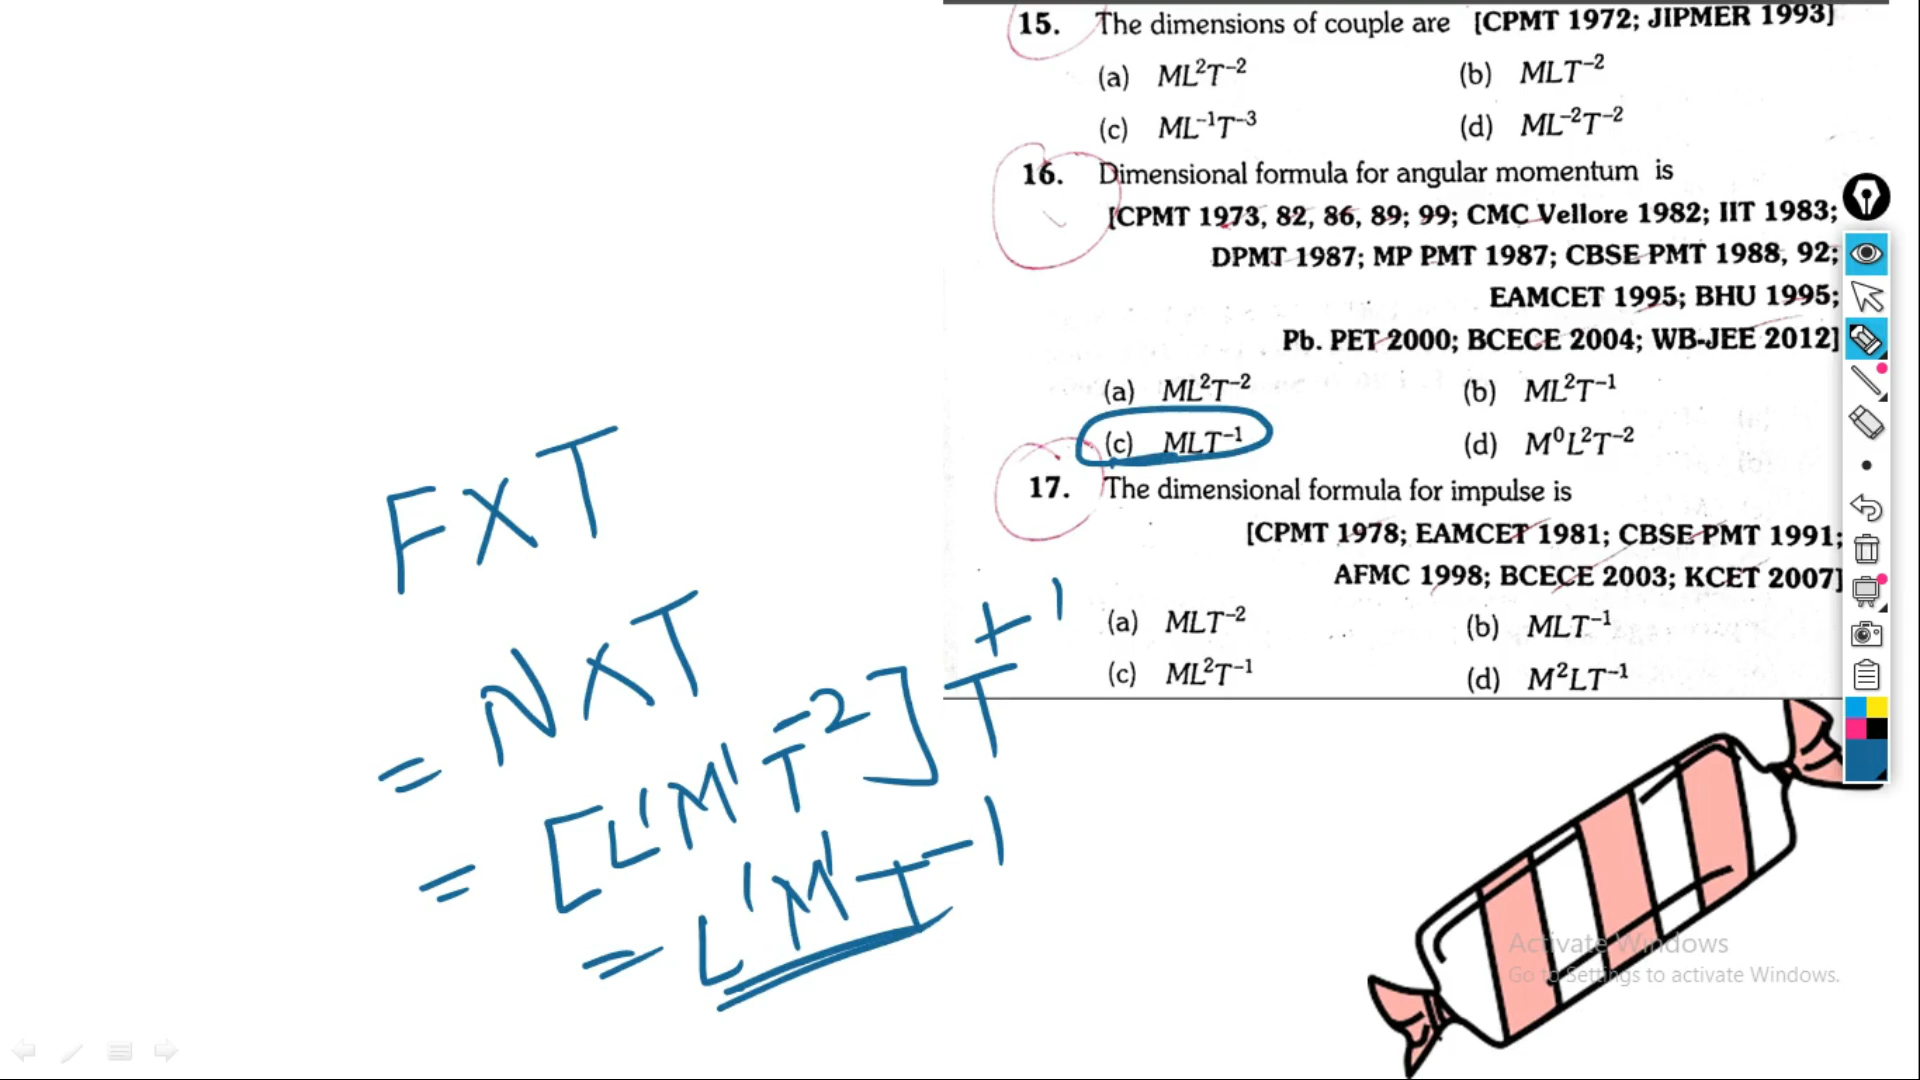 15. The dimensions of couple are [CPMT 1972; JIPMER 1993]
(a) ML²T⁻² (b) MLT⁻²
(c) ML⁻¹T⁻³ (d) ML⁻²T⁻²
16. Dimensional formula for angular momentum is
[CPMT 1973, 82, 86, 89; 99; CMC Vellore 1982; IIT 1983;
DPMT 1987; MP PMT 1987; CBSE PMT 1988, 92;
EAMCET 1995; BHU 1995;
Pb. PET 2000; BCECE 2004; WB-JEE 2012]
(a) ML²T⁻² (b) ML²T⁻¹
(c) MLT⁻¹ (d) M⁰L²T⁻²
17. The dimensional formula for impulse is
[CPMT 1978; EAMCET 1981; CBSE PMT 1991;
AFMC 1998; BCECE 2003; KCET 2007]
(a) MLT⁻² (b) MLT⁻¹
(c) ML²T⁻¹ (d) M²LT⁻¹
F×T
= N×T
= [L¹M¹T⁻²] T⁺¹
= L¹M¹T⁻¹
Activate Windows
Go to Settings to activate Windows.